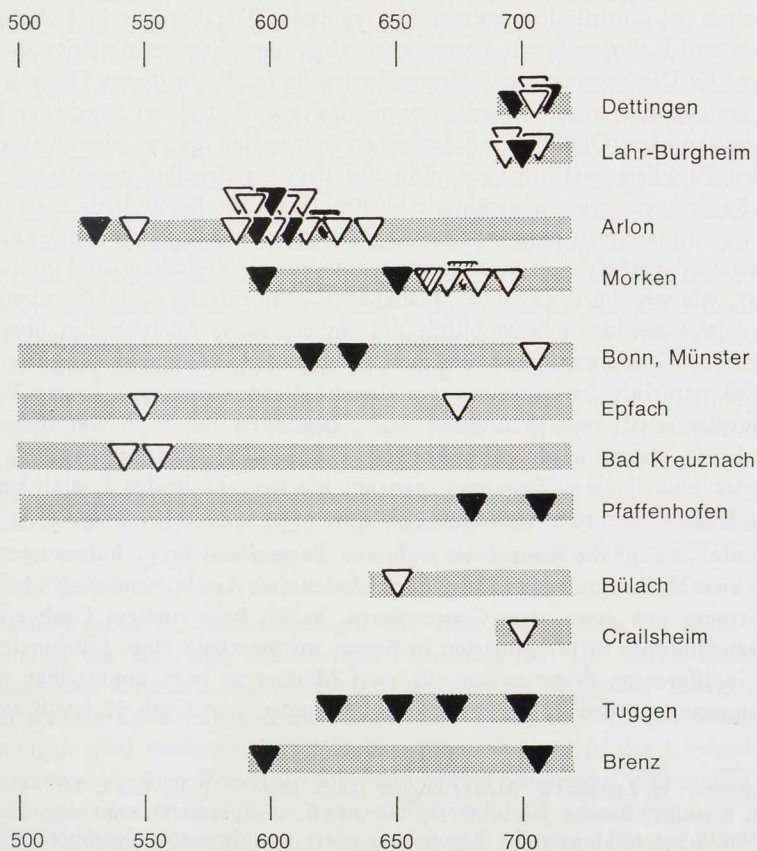 500 550 600 650 700
Dettingen
Lahr-Burgheim
Arlon
Morken
Bonn, Münster
Epfach
Bad Kreuznach
Pfaffenhofen
Bülach
Crailsheim
Tuggen
Brenz
500 550 600 650 700